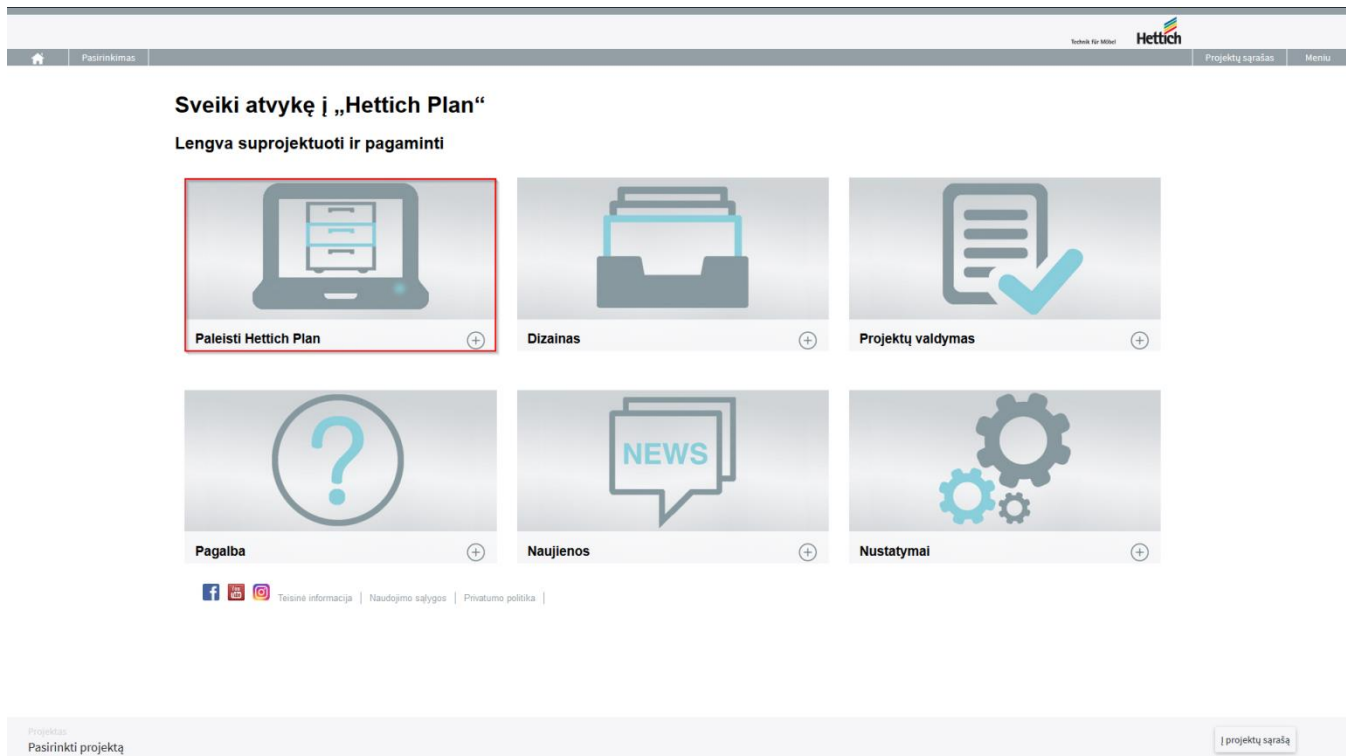 Technik für Möbel Hettich
Pasirinkimas Projektų sąrašas Meniu
Sveiki atvykę į „Hettich Plan“
Lengva suprojektuoti ir pagaminti
Paleisti Hettich Plan
Dizainas
Projektų valdymas
NEWS
Pagalba
Naujienos
Nustatymai
Teisinė informacija | Naudojimo sąlygos | Privatumo politika |
Projektas
Pasirinkti projektą
Į projektų sąrašą